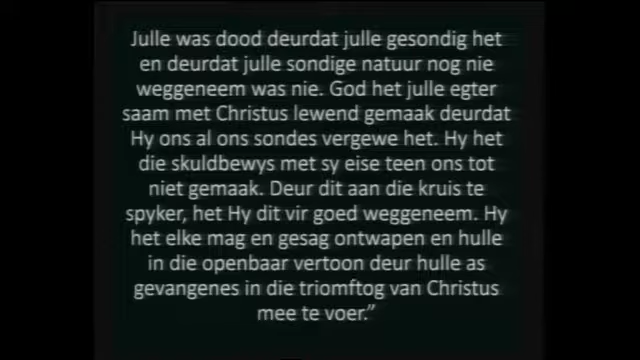 Julle was dood deurdat julle gesondig het
en deurdat julle sondige natuur nog nie
weggeneem was nie. God het julle egter
saam met Christus lewend gemaak deurdat
Hy ons al ons sondes vergewe het. Hy het
die skuldbewys met sy eise teen ons tot
niet gemaak. Deur dit aan die kruis te
spyker, het Hy dit vir goed weggeneem. Hy
het elke mag en gesag ontwapen en hulle
in die openbaar vertoon deur hulle as
gevangenes in die triomftog van Christus
mee te voer.”